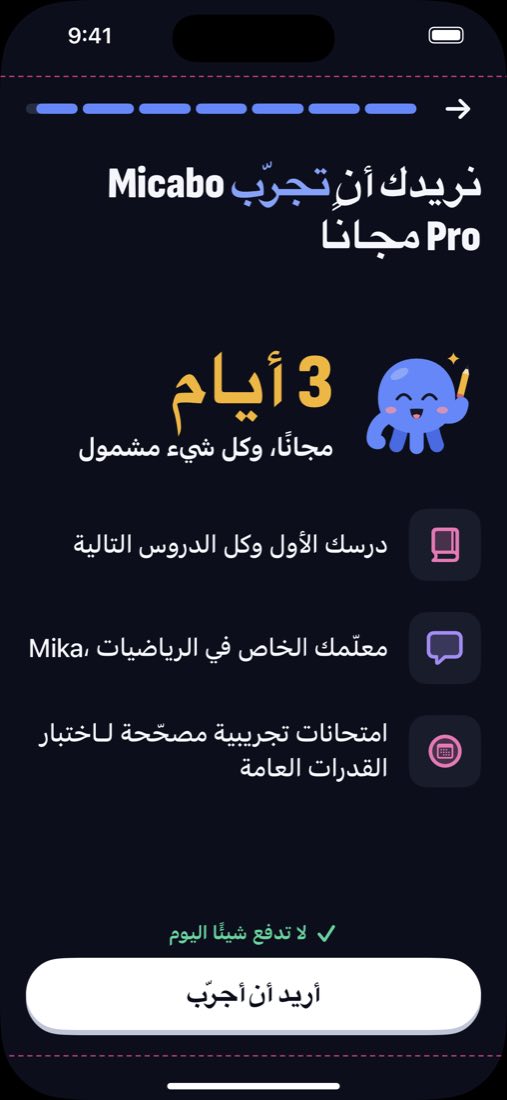 9:41
نريدك أن تجرّب Micabo
Pro مجانًا
3 أيام
مجانًا، وكل شيء مشمول
درسك الأول وكل الدروس التالية
معلّمك الخاص في الرياضيات ،Mika
امتحانات تجريبية مصحّحة لـاختبار
القدرات العامة
لا تدفع شيئًا اليوم
أريد أن أجرّب